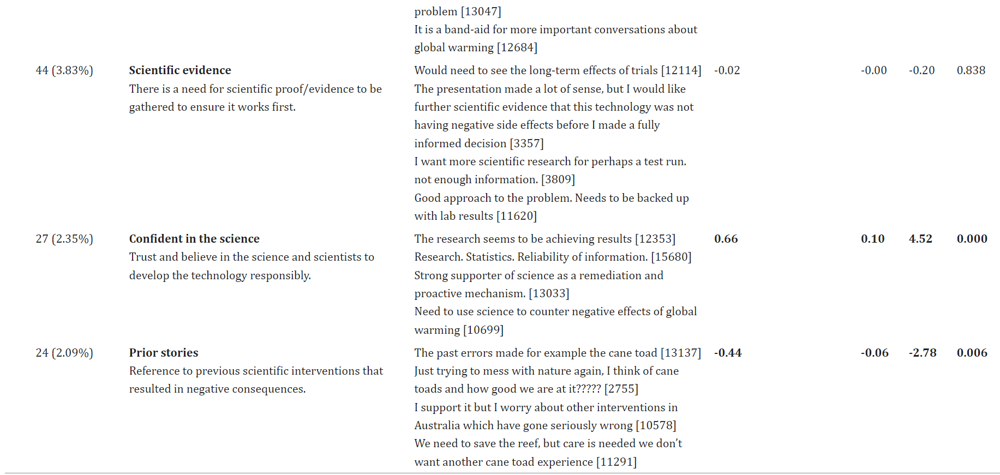 problem [13047]
It is a band-aid for more important conversations about
global warming [12684]
44 (3.83%) Scientific evidence Would need to see the long-term effects of trials [12114] -0.02 -0.00 -0.20 0.838
There is a need for scientific proof/evidence to be The presentation made a lot of sense, but I would like
gathered to ensure it works first. further scientific evidence that this technology was not
having negative side effects before I made a fully
informed decision [3357]
I want more scientific research for perhaps a test run.
not enough information. [3809]
Good approach to the problem. Needs to be backed up
with lab results [11620]
27 (2.35%) Confident in the science The research seems to be achieving results [12353] 0.66 0.10 4.52 0.000
Trust and believe in the science and scientists to Research. Statistics. Reliability of information. [15680]
develop the technology responsibly. Strong supporter of science as a remediation and
proactive mechanism. [13033]
Need to use science to counter negative effects of global
warming [10699]
24 (2.09%) Prior stories The past errors made for example the cane toad [13137] -0.44 -0.06 -2.78 0.006
Reference to previous scientific interventions that Just trying to mess with nature again, I think of cane
resulted in negative consequences. toads and how good we are at it????? [2755]
I support it but I worry about other interventions in
Australia which have gone seriously wrong [10578]
We need to save the reef, but care is needed we don’t
want another cane toad experience [11291]